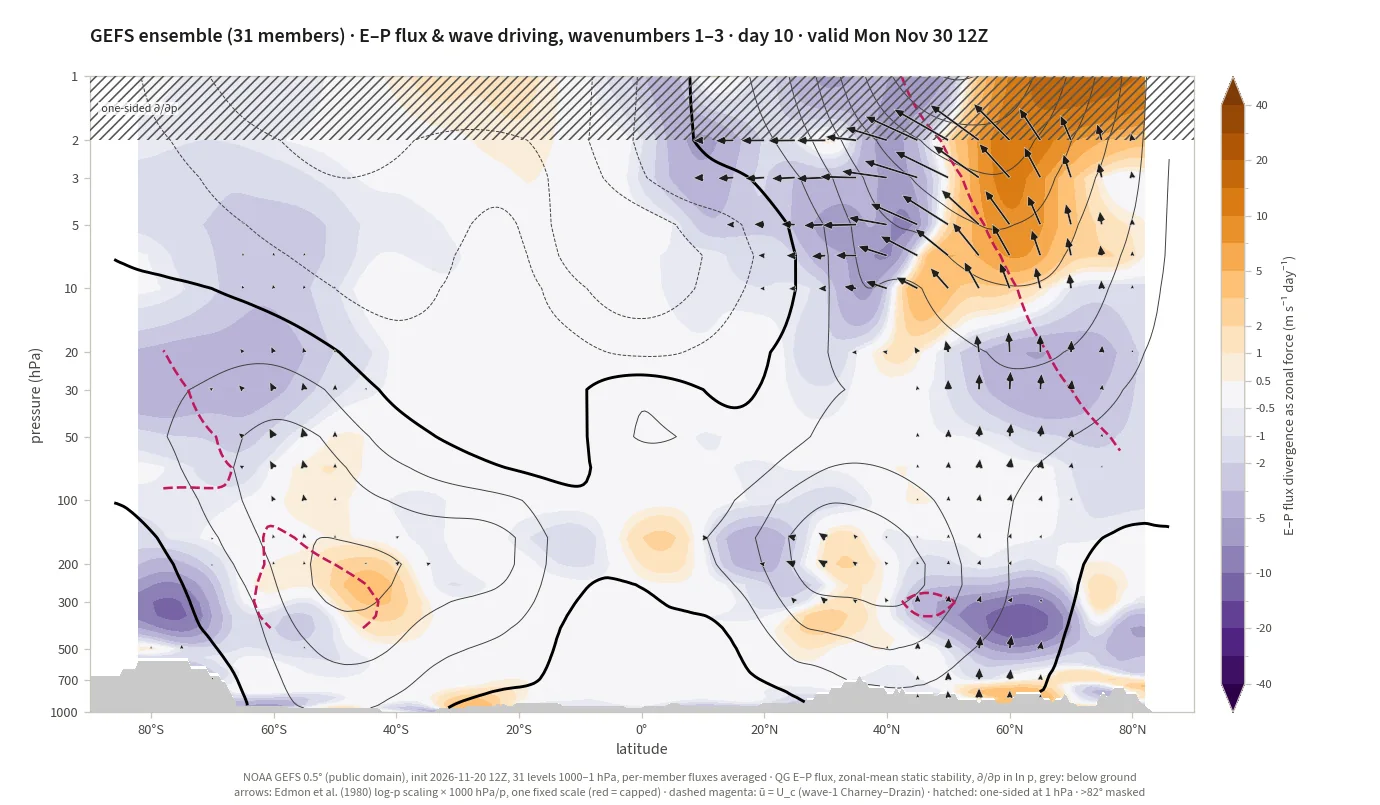 GEFS ensemble (31 members) · E–P flux & wave driving, wavenumbers 1–3 · day 10 · valid Mon Nov 30 12Z
one-sided ∂/∂p
1
2
3
5
10
20
30
50
100
200
300
500
700
1000
pressure (hPa)
80°S
60°S
40°S
20°S
0°
20°N
40°N
60°N
80°N
latitude
40
20
10
5
2
1
0.5
-0.5
-1
-2
-5
-10
-20
-40
E–P flux divergence as zonal force (m s⁻¹ day⁻¹)
NOAA GEFS 0.5° (public domain), init 2026-11-20 12Z, 31 levels 1000–1 hPa, per-member fluxes averaged · QG E–P flux, zonal-mean static stability, ∂/∂p in ln p, grey: below ground
arrows: Edmon et al. (1980) log-p scaling × 1000 hPa/p, one fixed scale (red = capped) · dashed magenta: ū = U_c (wave-1 Charney–Drazin) · hatched: one-sided at 1 hPa · >82° masked